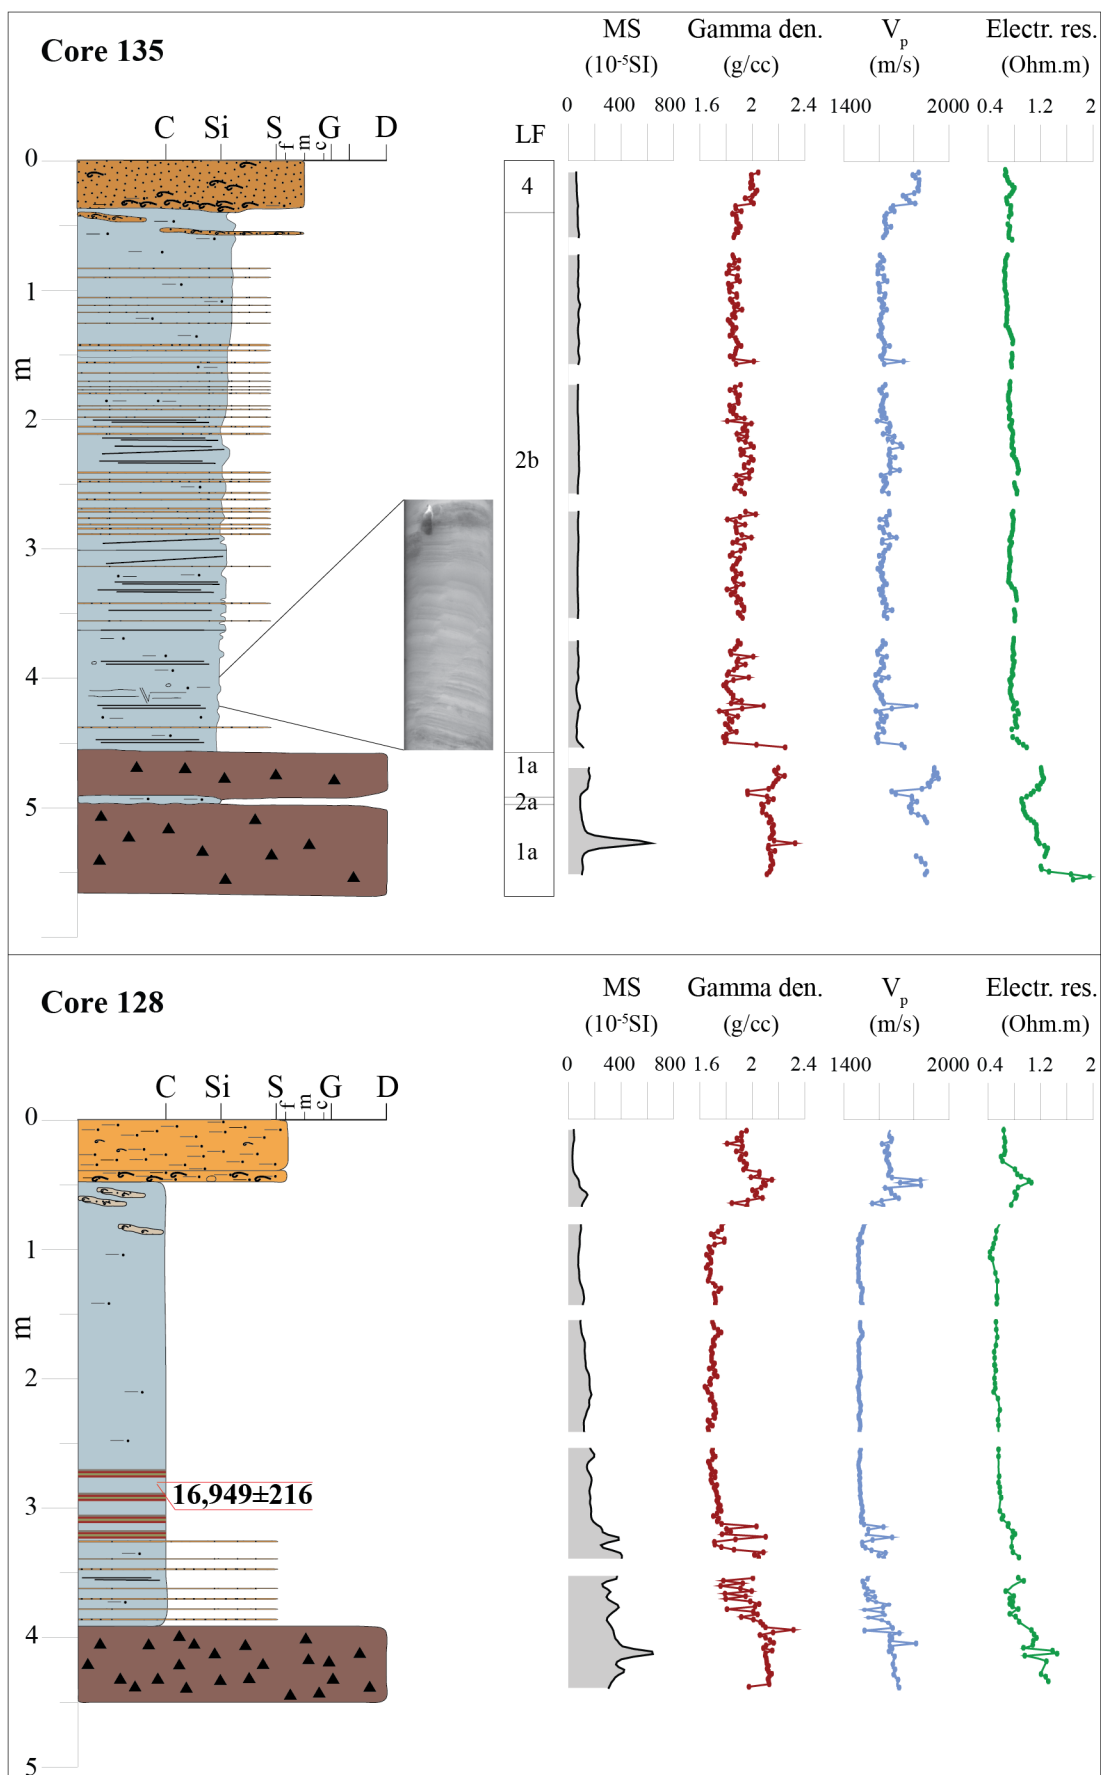 Core 135
MS Gamma den. Vp Electr. res.
(10-5SI) (g/cc) (m/s) (Ohm.m)
0 400 800 1.6 2 2.4 1400 2000 0.4 1.2 2
C Si S G D
f m c
LF
0
1
2
3
4
5
m
4
2b
1a
2a
1a
Core 128
MS Gamma den. Vp Electr. res.
(10-5SI) (g/cc) (m/s) (Ohm.m)
0 400 800 1.6 2 2.4 1400 2000 0.4 1.2 2
C Si S G D
f m c
0
1
2
3
4
5
m
16,949±216